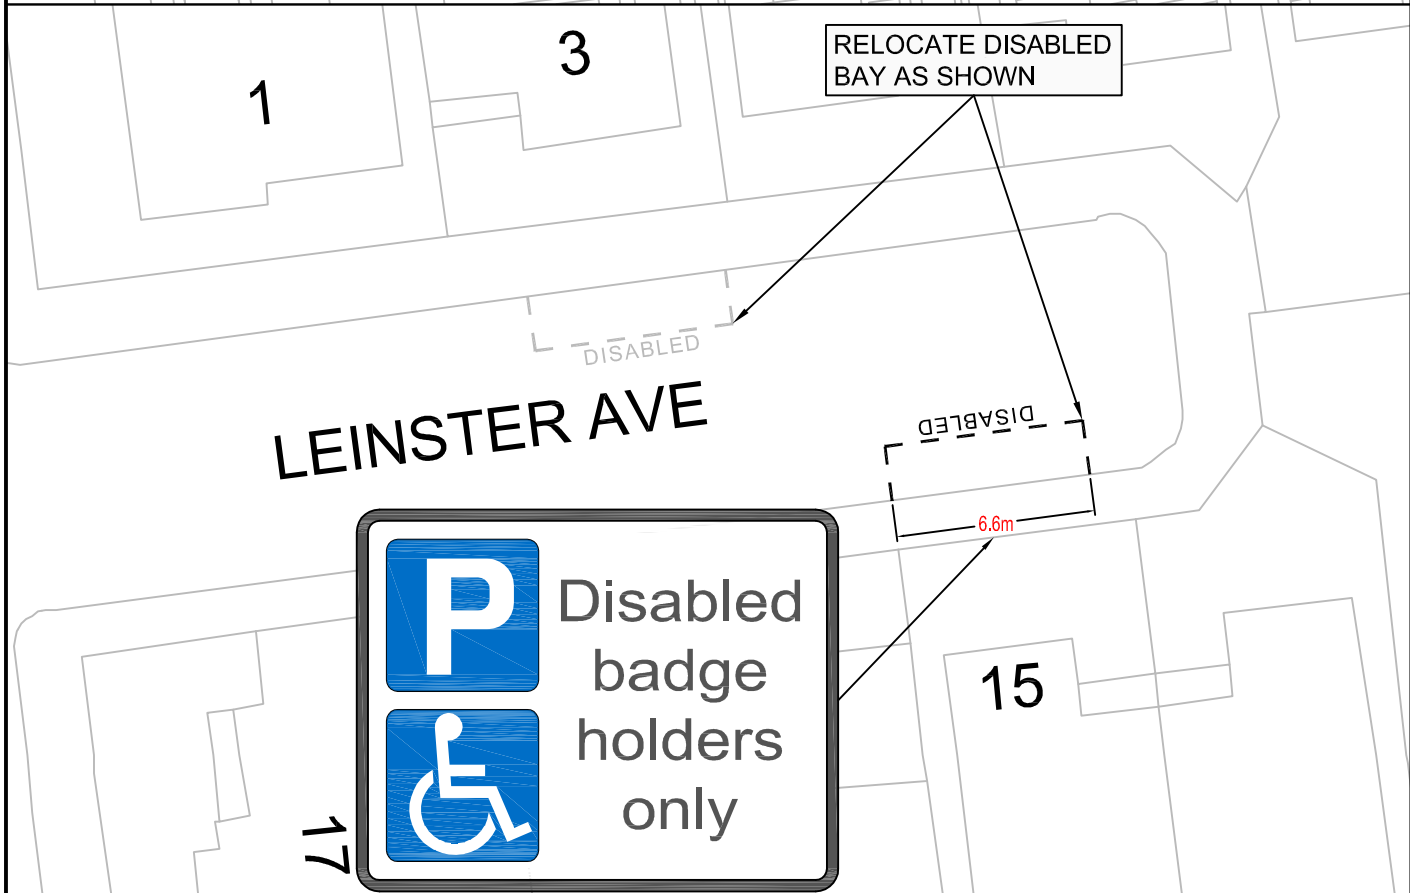 1
3
RELOCATE DISABLED
BAY AS SHOWN
DISABLED
LEINSTER AVE
DISABLED
6.6m
P
Disabled
badge
holders
only
15
17